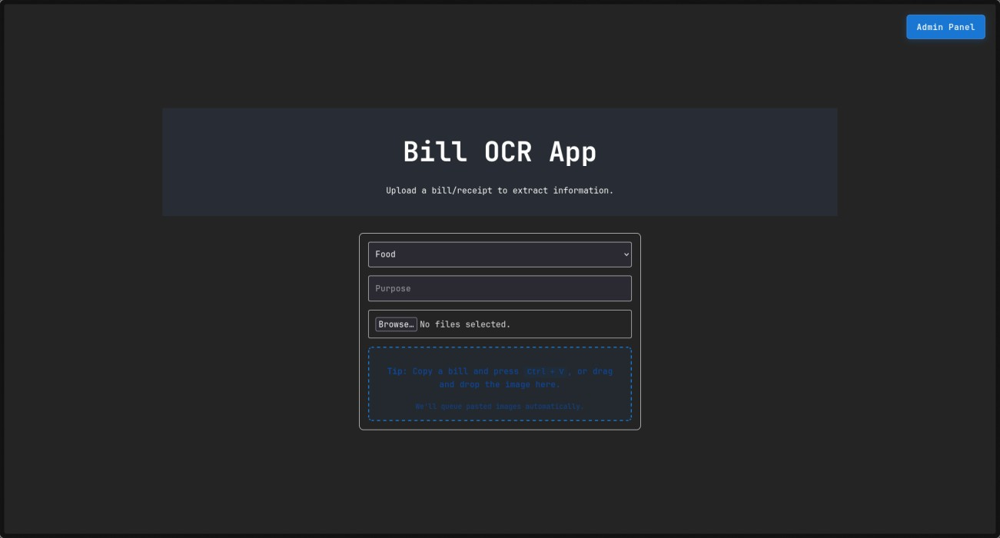 Admin Panel
Bill OCR App
Upload a bill/receipt to extract information.
Food
Purpose
Browse… No files selected.
Tip: Copy a bill and press Ctrl + V, or drag
and drop the image here.
We'll queue pasted images automatically.